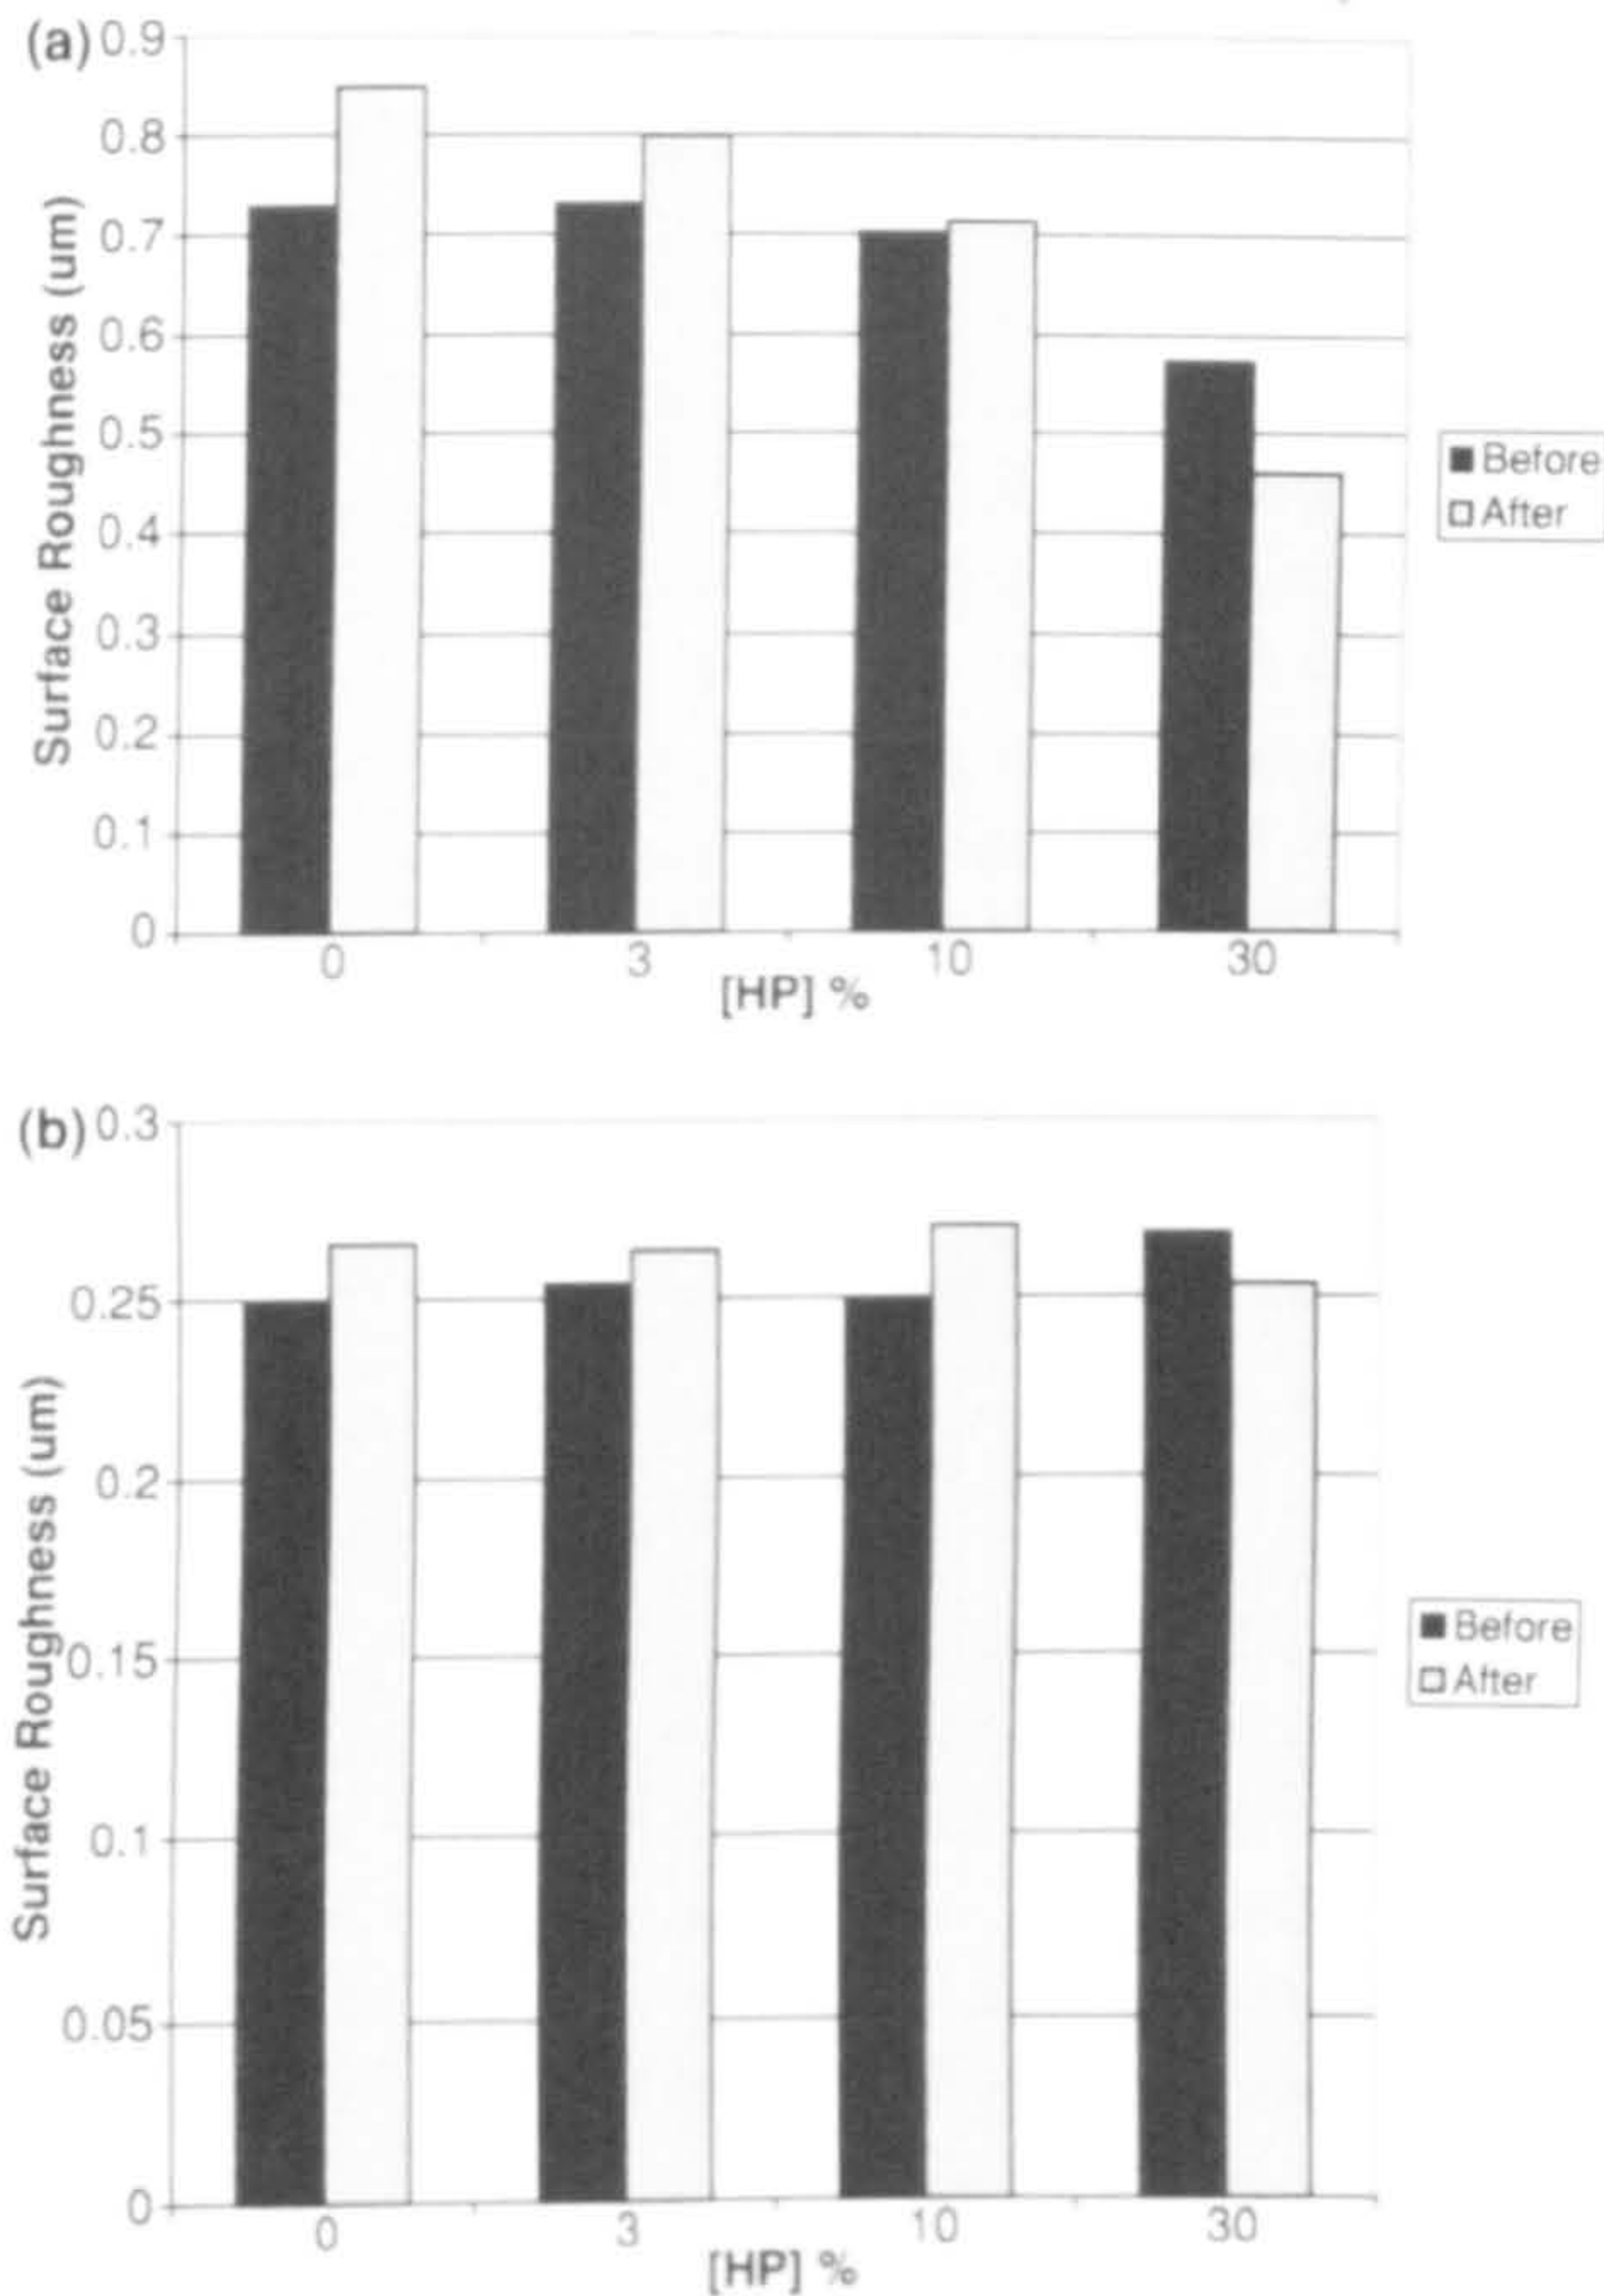 (a)
0.9
0.8
0.7
0.6
0.5
0.4
0.3
0.2
0.1
0
Surface Roughness (um)
0 3 10 30
[HP] %
Before
After
(b)
0.3
0.25
0.2
0.15
0.1
0.05
0
Surface Roughness (um)
0 3 10 30
[HP] %
Before
After